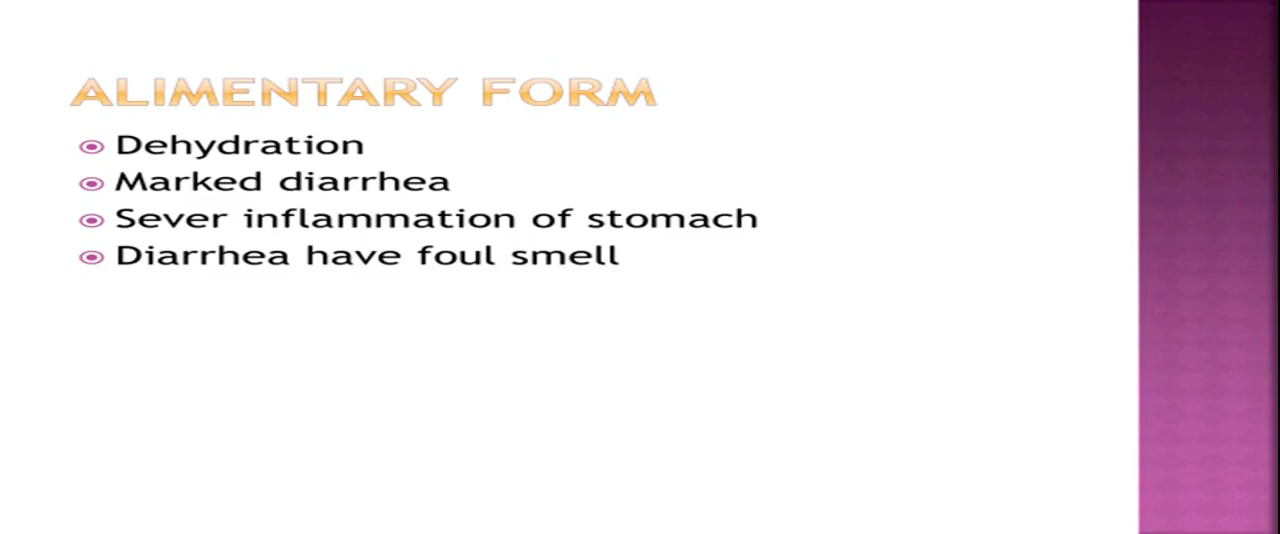 ALIMENTARY FORM
Dehydration
Marked diarrhea
Sever inflammation of stomach
Diarrhea have foul smell